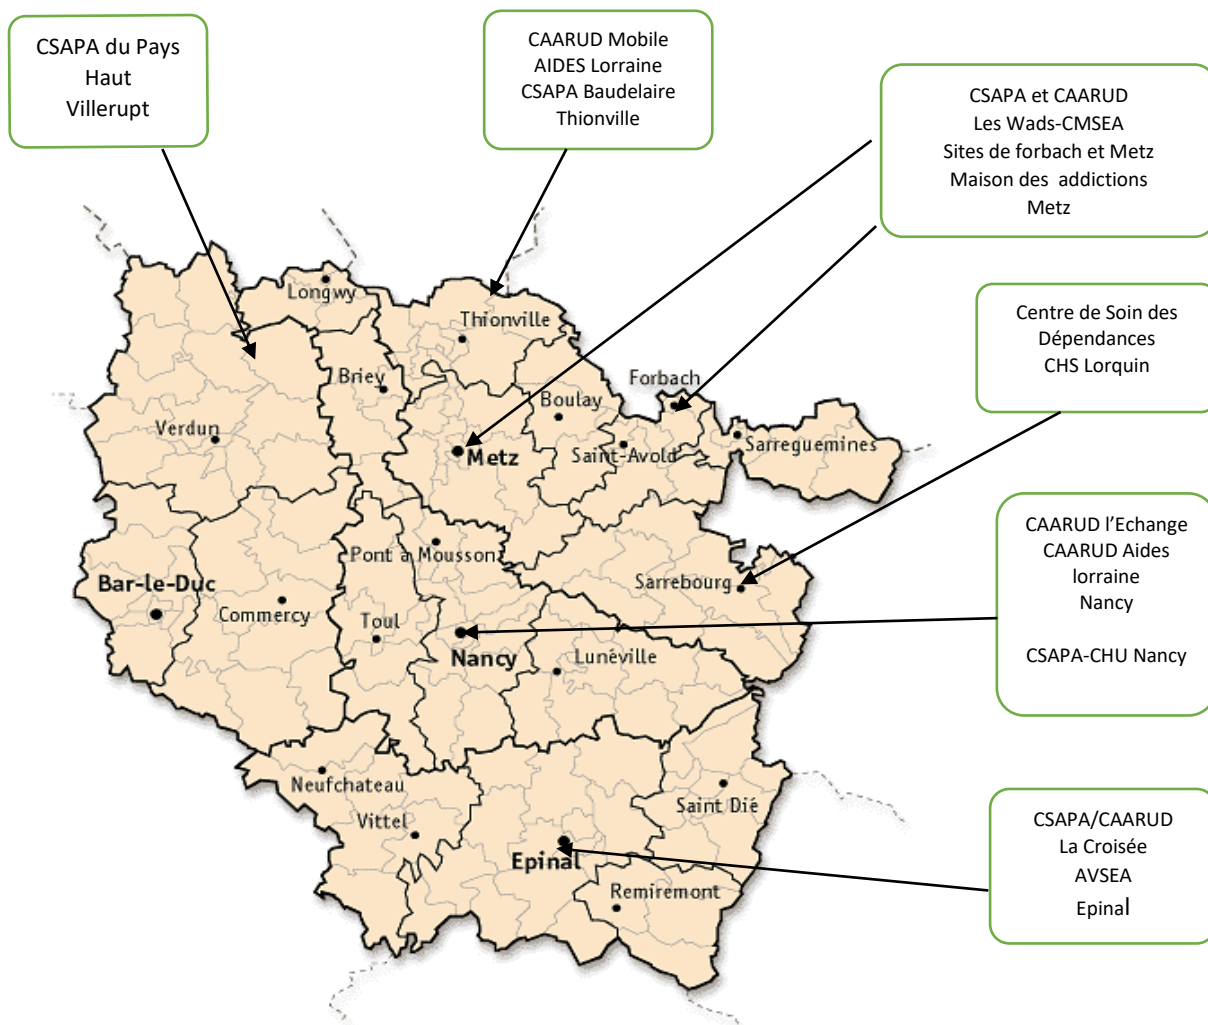 CSAPA du Pays
Haut
Villerupt
CAARUD Mobile
AIDES Lorraine
CSAPA Baudelaire
Thionville
CSAPA et CAARUD
Les Wads-CMSEA
Sites de forbach et Metz
Maison des addictions
Metz
Centre de Soin des
Dépendances
CHS Lorquin
CAARUD l’Echange
CAARUD Aides
lorraine
Nancy
CSAPA-CHU Nancy
CSAPA/CAARUD
La Croisée
AVSEA
Epinal
Longwy
Thionville
Briey
Forbach
Boulay
Verdun
Metz
Saint-Avold
Sarreguemines
Pont à Mousson
Bar-le-Duc
Sarrebourg
Commercy
Toul
Nancy
Lunéville
Neufchateau
Saint Dié
Vittel
Epinal
Remiremont